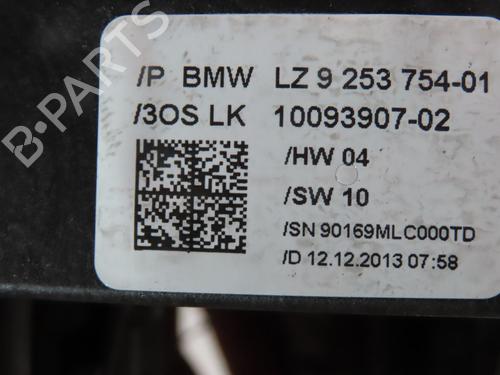 /P BMW LZ 9 253 754-01
/3OS LK 10093907-02
/HW 04
/SW 10
/SN 90169MLC000TD
/D 12.12.2013 07:58
B-PARTS